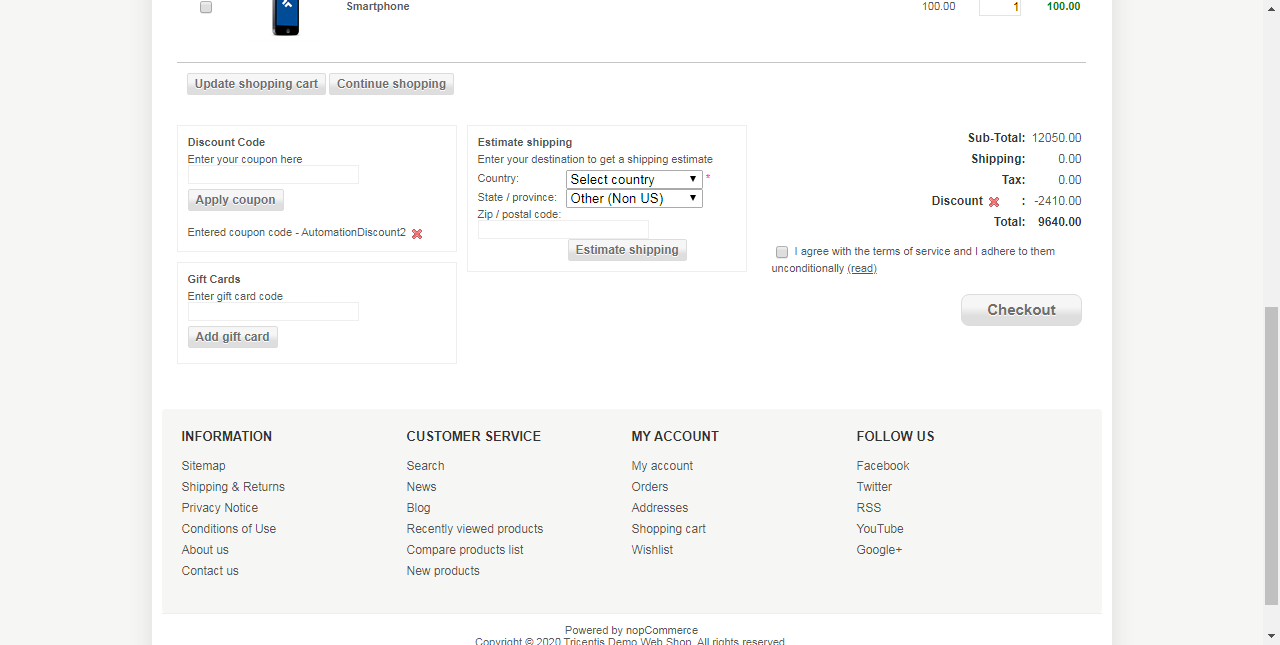 Smartphone 100.00 1 100.00
Update shopping cart Continue shopping
Discount Code
Enter your coupon here
Apply coupon
Entered coupon code - AutomationDiscount2
Gift Cards
Enter gift card code
Add gift card
Estimate shipping
Enter your destination to get a shipping estimate
Country: Select country *
State / province: Other (Non US)
Zip / postal code:
Estimate shipping
Sub-Total: 12050.00
Shipping: 0.00
Tax: 0.00
Discount : -2410.00
Total: 9640.00
I agree with the terms of service and I adhere to them
unconditionally (read)
Checkout
INFORMATION
Sitemap
Shipping & Returns
Privacy Notice
Conditions of Use
About us
Contact us
CUSTOMER SERVICE
Search
News
Blog
Recently viewed products
Compare products list
New products
MY ACCOUNT
My account
Orders
Addresses
Shopping cart
Wishlist
FOLLOW US
Facebook
Twitter
RSS
YouTube
Google+
Powered by nopCommerce
Copyright © 2020 Tricentis Demo Web Shop. All rights reserved.